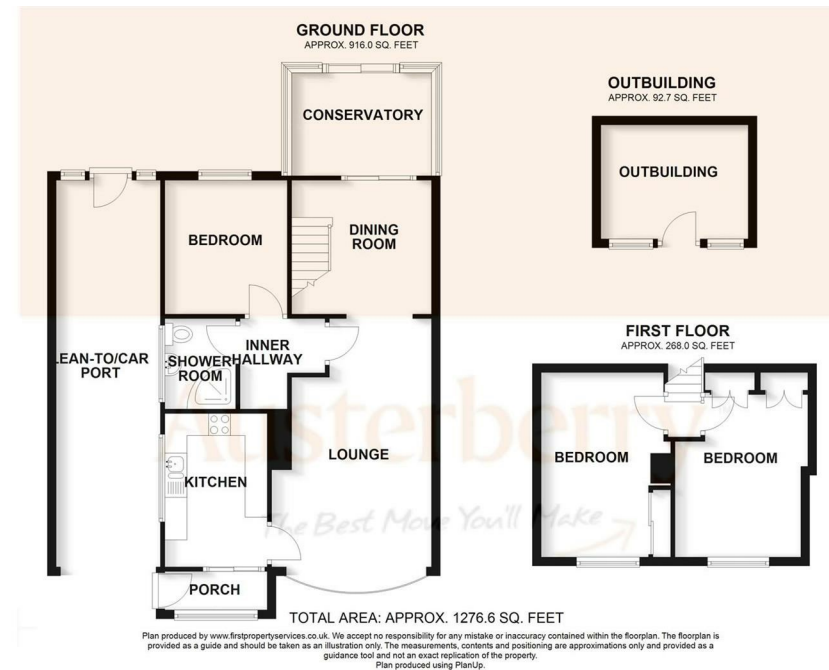 GROUND FLOOR
APPROX. 916.0 SQ. FEET
CONSERVATORY
OUTBUILDING
APPROX. 92.7 SQ. FEET
OUTBUILDING
BEDROOM
DINING
ROOM
LEAN-TO/CAR
PORT
SHOWER
ROOM
INNER
HALLWAY
KITCHEN
LOUNGE
PORCH
FIRST FLOOR
APPROX. 268.0 SQ. FEET
BEDROOM
BEDROOM
Austerberry
The Best Move You'll Make
TOTAL AREA: APPROX. 1276.6 SQ. FEET
Plan produced by www.firstpropertyservices.co.uk. We accept no responsibility for any mistake or inaccuracy contained within the floorplan. The floorplan is
provided as a guide and should be taken as an illustration only. The measurements, contents and positioning are approximations only and provided as a
guidance tool and not an exact replication of the property.
Plan produced using PlanUp.